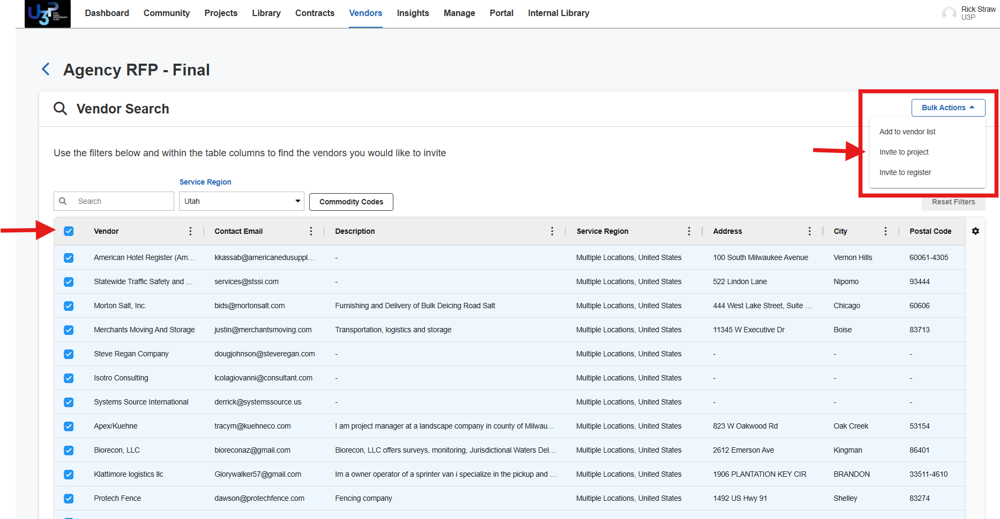 U3P UTAH PUBLIC PROCUREMENT PLACE
Dashboard Community Projects Library Contracts Vendors Insights Manage Portal Internal Library
Rick Straw
U3P
Agency RFP - Final
Vendor Search
Bulk Actions
Add to vendor list
Invite to project
Invite to register
Use the filters below and within the table columns to find the vendors you would like to invite
Service Region
Search Utah Commodity Codes Reset Filters
Vendor Contact Email Description Service Region Address City Postal Code
American Hotel Register (Am... kkassab@americanedusuppl... - Multiple Locations, United States 100 South Milwaukee Avenue Vernon Hills 60061-4305
Statewide Traffic Safety and ... services@stssi.com - Multiple Locations, United States 522 Lindon Lane Nipomo 93444
Morton Salt, Inc. bids@mortonsalt.com Furnishing and Delivery of Bulk Deicing Road Salt Multiple Locations, United States 444 West Lake Street, Suite ... Chicago 60606
Merchants Moving And Storage justin@merchantsmoving.com Transportation, logistics and storage Multiple Locations, United States 11345 W Executive Dr Boise 83713
Steve Regan Company dougjohnson@steveregan.com - Multiple Locations, United States - - -
Isotro Consulting lcolagiovanni@consultant.com - Multiple Locations, United States - - -
Systems Source International derrick@systemssource.us - Multiple Locations, United States - - -
Apex/Kuehne tracym@kuehneco.com I am project manager at a landscape company in county of Milwau... Multiple Locations, United States 823 W Oakwood Rd Oak Creek 53154
Biorecon, LLC bioreconaz@gmail.com Biorecon, LLC offers surveys, monitoring, Jurisdictional Waters Del... Multiple Locations, United States 2612 Emerson Ave Kingman 86401
Klattimore logistics llc Glorywalker57@gmail.com Im a owner operator of a sprinter van i specialize in the pickup and ... Multiple Locations, United States 1906 PLANTATION KEY CIR BRANDON 33511-4610
Protech Fence dawson@protechfence.com Fencing company Multiple Locations, United States 1492 US Hwy 91 Shelley 83274